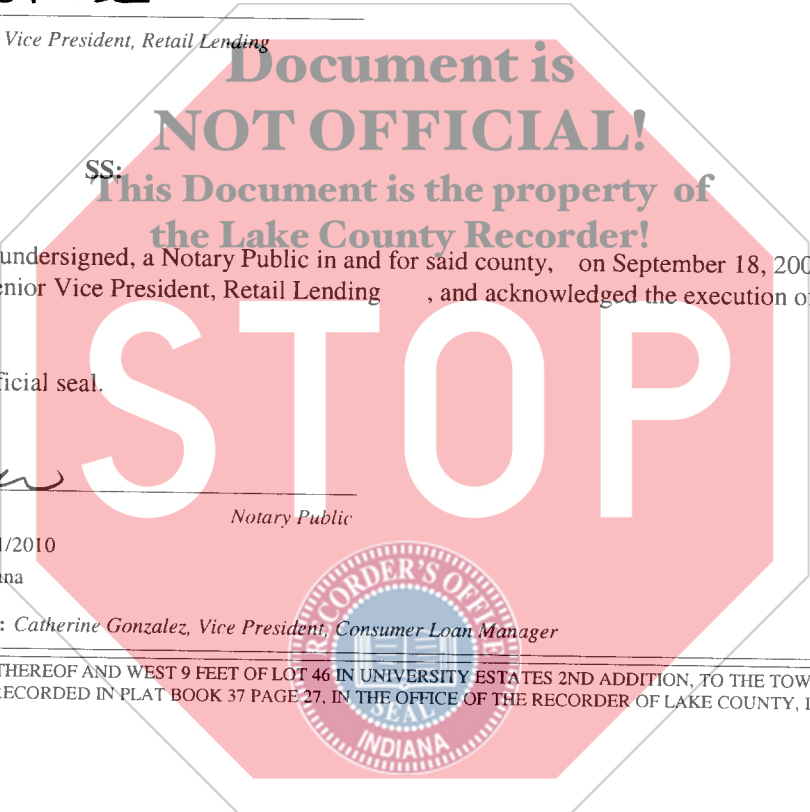 Vice President, Retail Lending
Document is
NOT OFFICIAL!
SS:
This Document is the property of
the Lake County Recorder!
undersigned, a Notary Public in and for said county, on September 18, 200
enior Vice President, Retail Lending , and acknowledged the execution of
STOP
ficial seal.
Notary Public
1/2010
ana
: Catherine Gonzalez, Vice President, Consumer Loan Manager
THEREOF AND WEST 9 FEET OF LOT 46 IN UNIVERSITY ESTATES 2ND ADDITION, TO THE TOW
RECORDED IN PLAT BOOK 37 PAGE 27, IN THE OFFICE OF THE RECORDER OF LAKE COUNTY, I
RECORDER'S OFFICE
SEAL
INDIANA